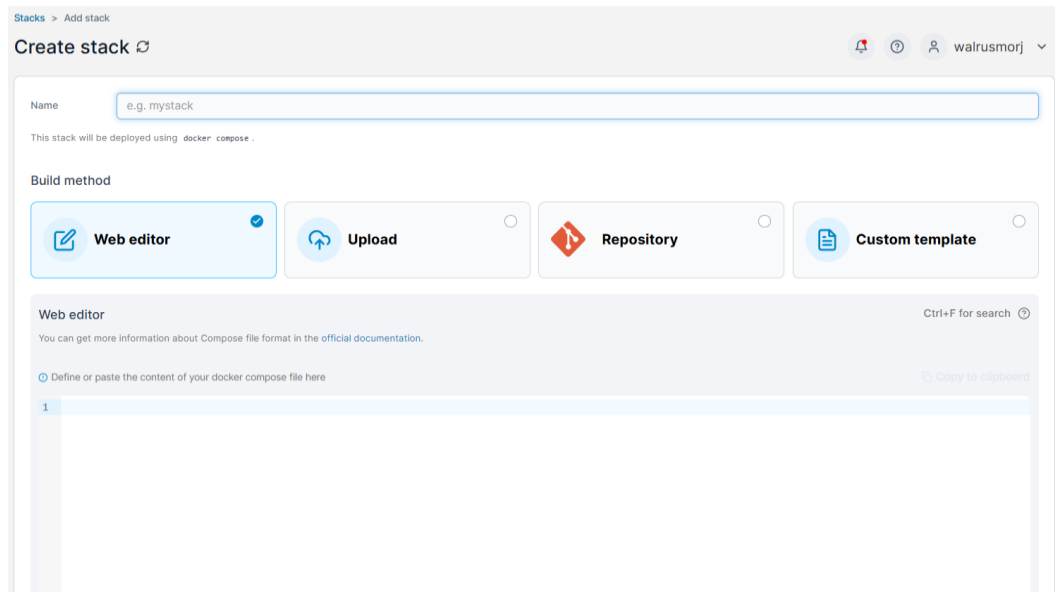 Stacks > Add stack
Create stack
walrusmorj
Name
e.g. mystack
This stack will be deployed using docker compose .
Build method
Web editor
Upload
Repository
Custom template
Web editor
Ctrl+F for search
You can get more information about Compose file format in the official documentation.
Define or paste the content of your docker compose file here
Copy to clipboard
1